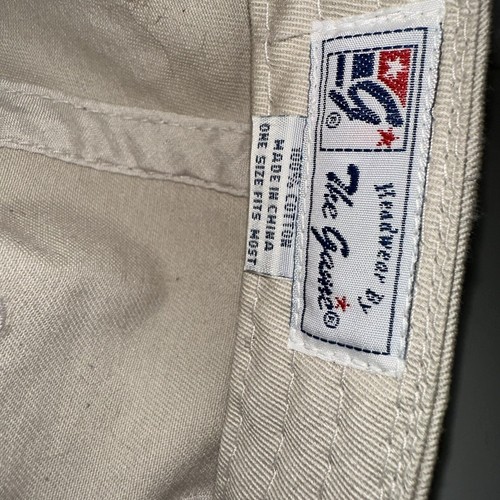 G®
Headwear By
The Game®
100% COTTON
MADE IN CHINA
ONE SIZE FITS MOST